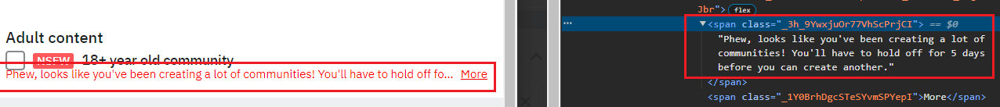 Adult content
NSFW 18+ year old community
Phew, looks like you've been creating a lot of communities! You'll have to hold off fo... More
Jbr"> flex
<span class="_3h_9YwxjuOr77VhScPrjCI"> == $0
"Phew, looks like you've been creating a lot of
communities! You'll have to hold off for 5 days
before you can create another."
</span>
<span class="_1Y0BrhDgcSTeSYvmSPYepI">More</span>